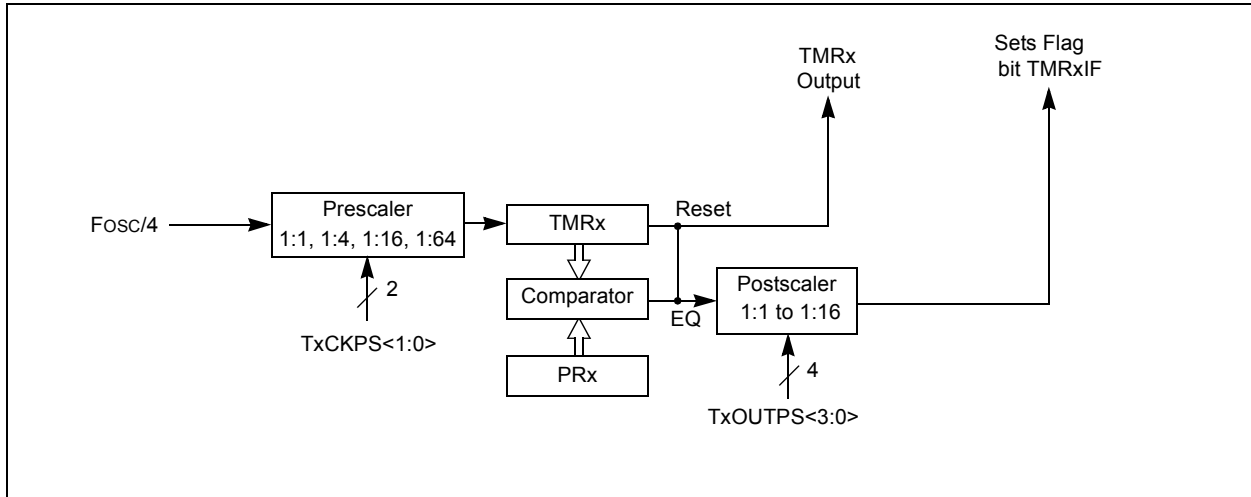 TMRx
Output
Sets Flag
bit TMRxIF
Fosc/4
Prescaler
1:1, 1:4, 1:16, 1:64
2
TxCKPS<1:0>
TMRx
Reset
Comparator
EQ
PRx
Postscaler
1:1 to 1:16
4
TxOUTPS<3:0>